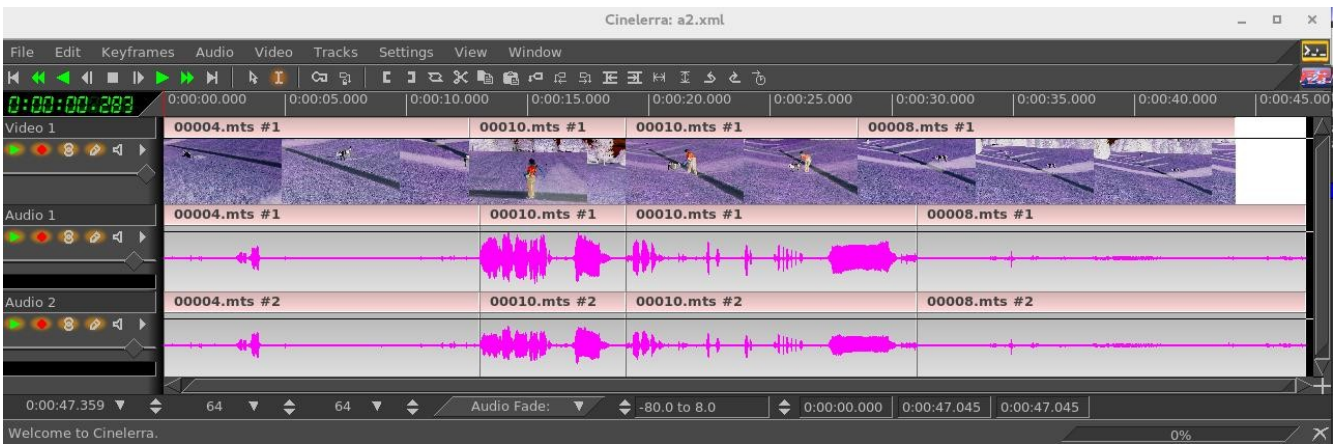 Cinelerra: a2.xml
File Edit Keyframes Audio Video Tracks Settings View Window
0:00:00.283 0:00:00.000 0:00:05.000 0:00:10.000 0:00:15.000 0:00:20.000 0:00:25.000 0:00:30.000 0:00:35.000 0:00:40.000 0:00:45.00
Video 1 00004.mts #1 00010.mts #1 00010.mts #1 00008.mts #1
Audio 1 00004.mts #1 00010.mts #1 00010.mts #1 00008.mts #1
Audio 2 00004.mts #2 00010.mts #2 00010.mts #2 00008.mts #2
0:00:47.359 64 64 Audio Fade: -80.0 to 8.0 0:00:00.000 0:00:47.045 0:00:47.045
Welcome to Cinelerra. 0%